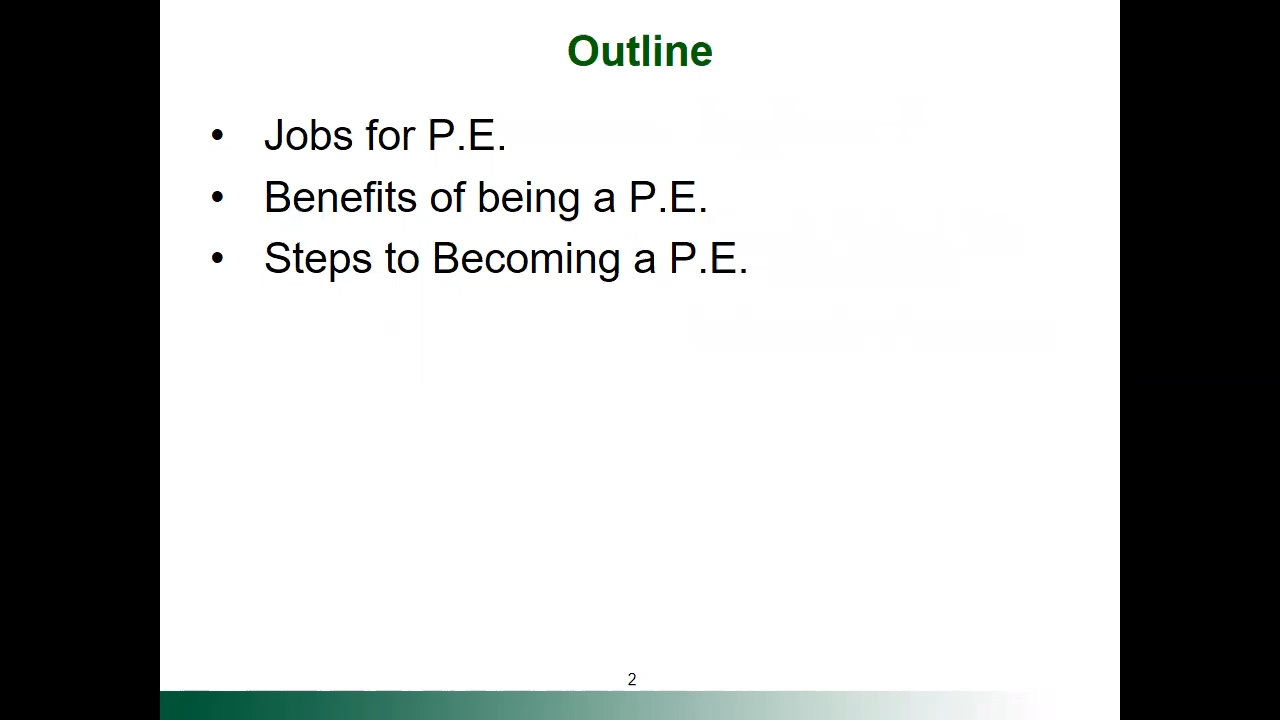 Outline
• Jobs for P.E.
• Benefits of being a P.E.
• Steps to Becoming a P.E.
2